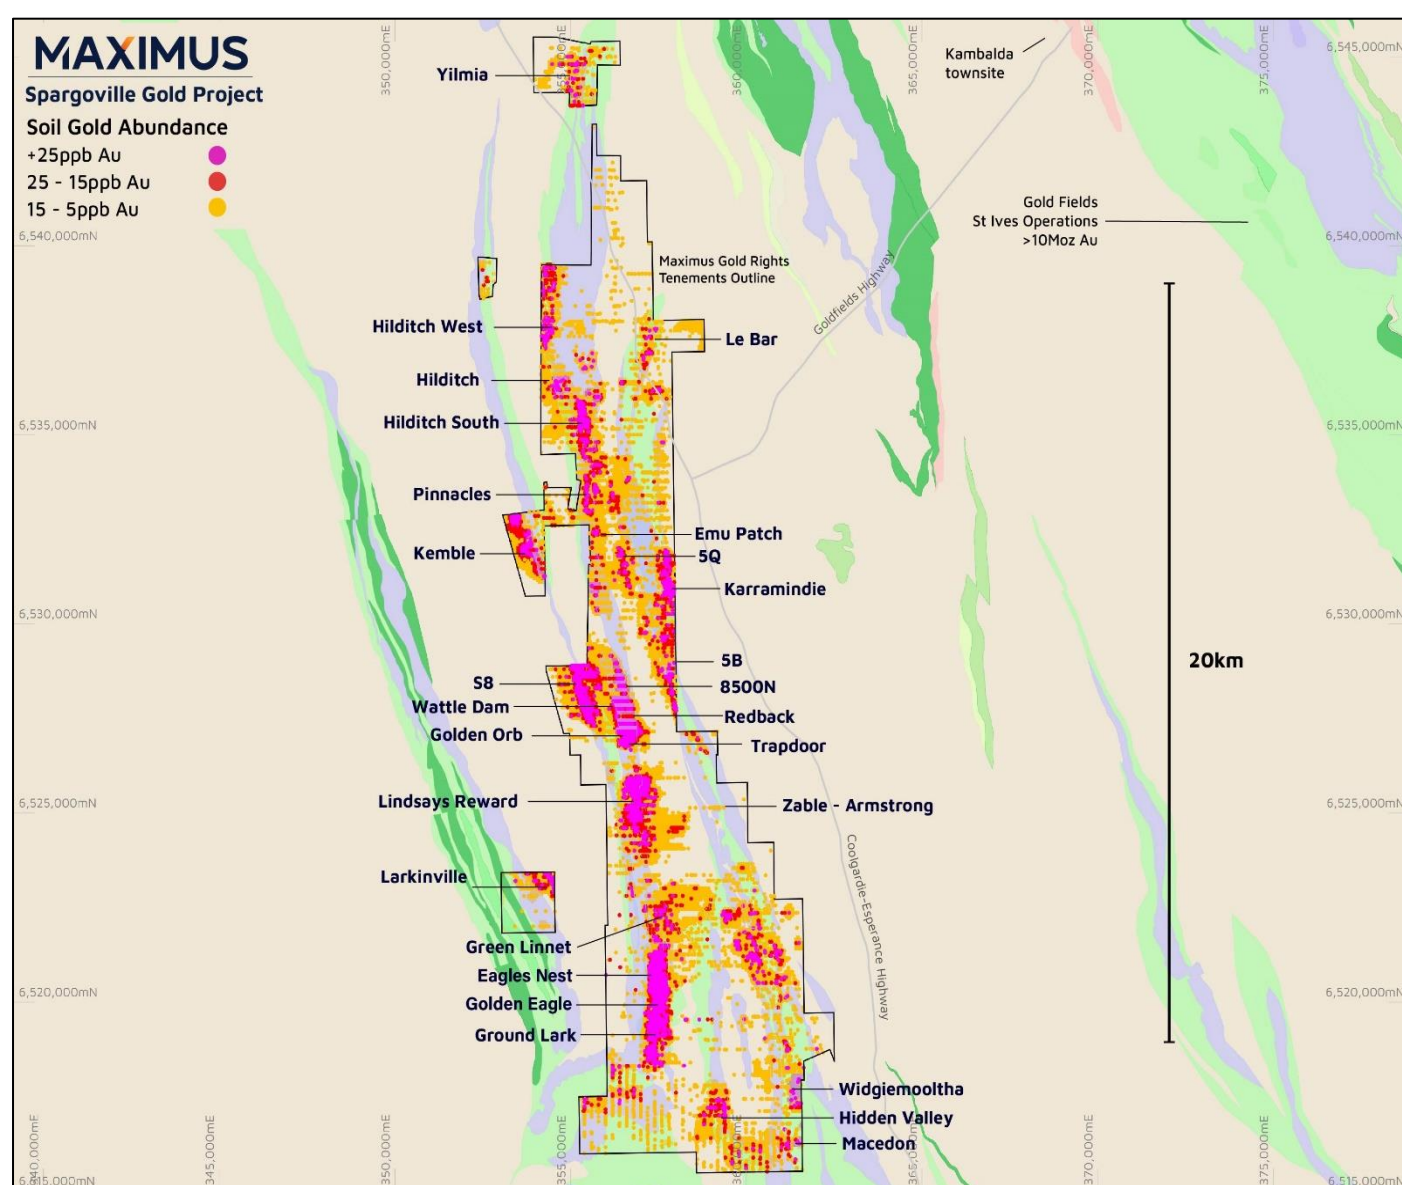 MAXIMUS
Spargoville Gold Project
Soil Gold Abundance
+25ppb Au
25 - 15ppb Au
15 - 5ppb Au
350,000mE
360,000mE
365,000mE
370,000mE
375,000mE
Kambalda
townsite
6,545,000mN
Yilmia
Gold Fields
St Ives Operations
>10Moz Au
6,540,000mN
6,540,000mN
Maximus Gold Rights
Tenements Outline
Goldfields Highway
Hilditch West
Le Bar
Hilditch
Hilditch South
6,535,000mN
6,535,000mN
Pinnacles
Emu Patch
Kemble
5Q
Karramindie
6,530,000mN
6,530,000mN
5B
20km
S8
8500N
Wattle Dam
Redback
Golden Orb
Trapdoor
Lindsays Reward
Zable - Armstrong
6,525,000mN
6,525,000mN
Coolgardie-Esperance Highway
Larkinville
Green Linnet
Eagles Nest
6,520,000mN
6,520,000mN
Golden Eagle
Ground Lark
Widgiemooltha
Hidden Valley
Macedon
345,000mE
350,000mE
355,000mE
365,000mE
370,000mE
375,000mE
6,515,000mN